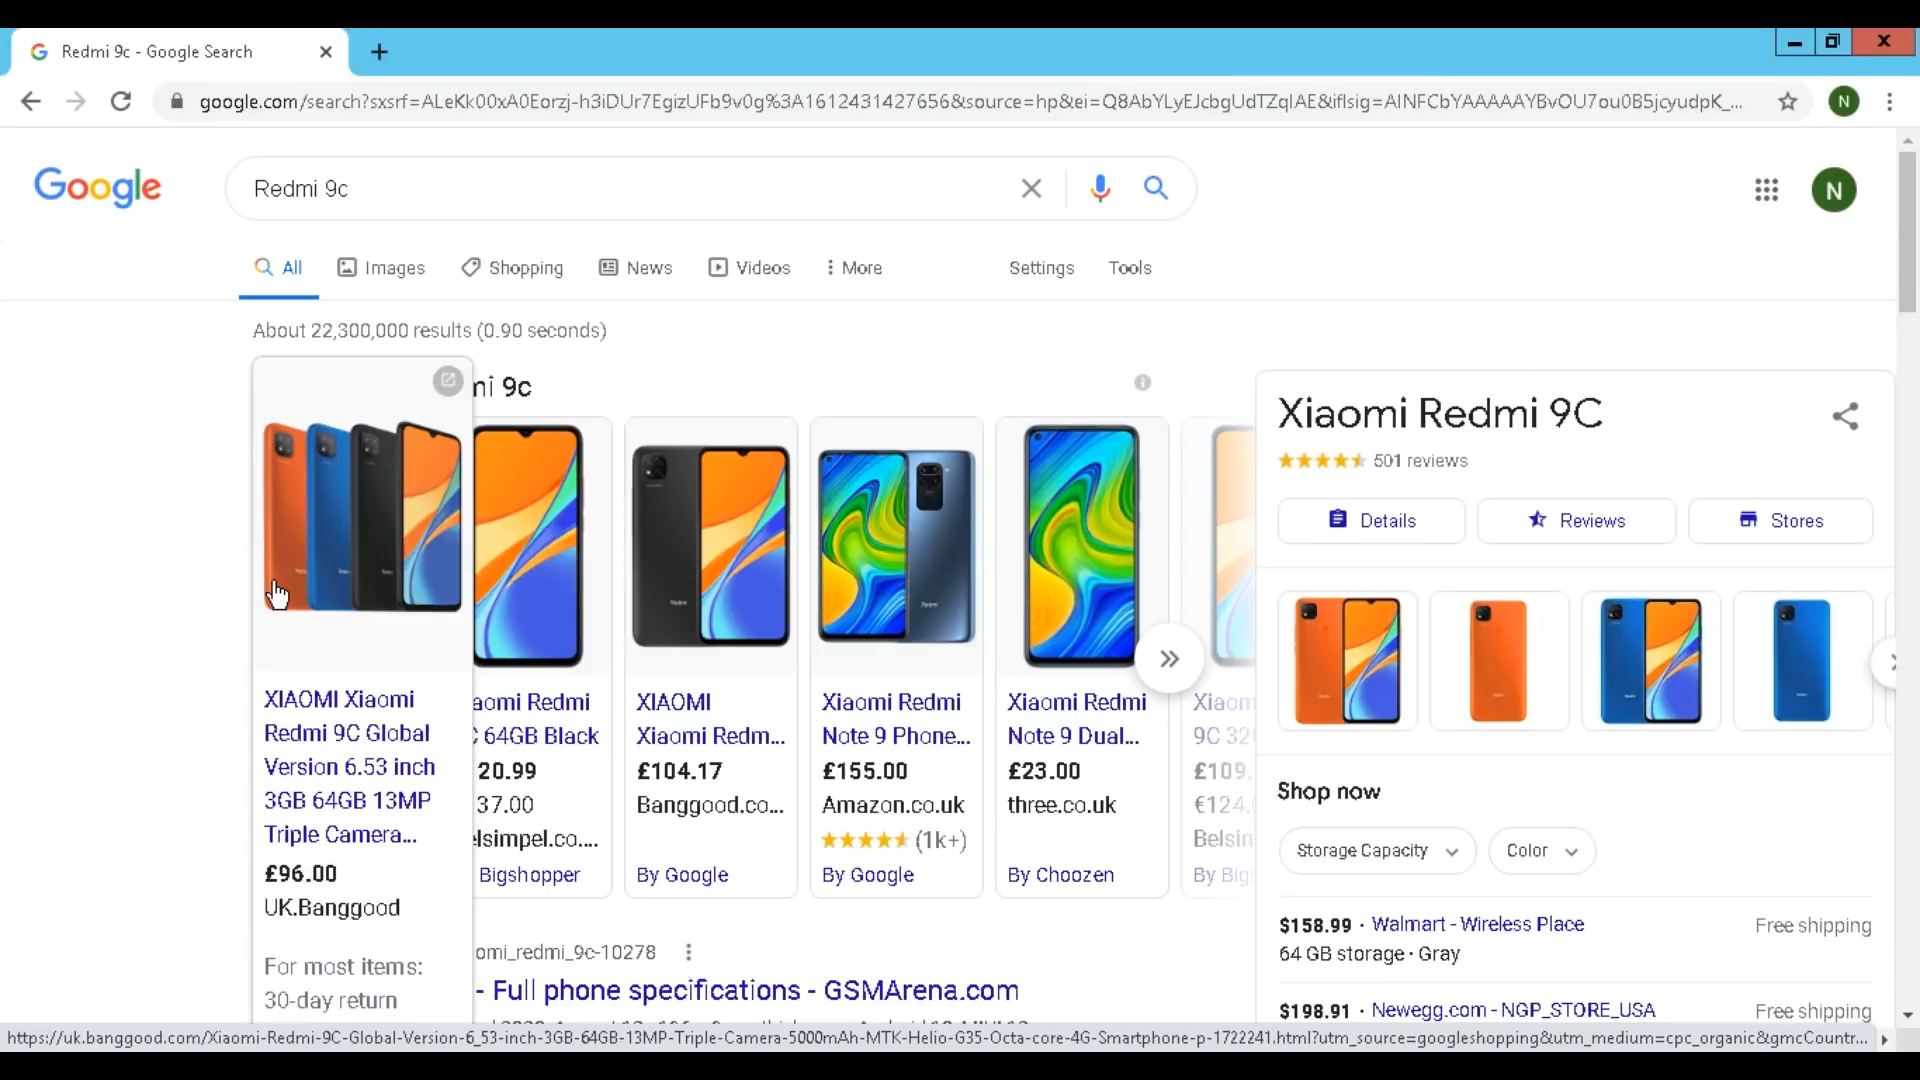 Redmi 9c - Google Search
google.com/search?sxsrf=ALeKk00xA0Eorzj-h3iDUr7EgizUFb9v0g%3A1612431427656&source=hp&ei=Q8AbYLyEJcbgUdTZqIAE&iflsig=AINFCbYAAAAAYBvOU7ou0B5jcyudpK_...
N
Google
Redmi 9c
N
All
Images
Shopping
News
Videos
More
Settings
Tools
About 22,300,000 results (0.90 seconds)
ni 9c
XIAOMI Xiaomi
Redmi 9C Global
Version 6.53 inch
3GB 64GB 13MP
Triple Camera...
£96.00
UK.Banggood
For most items:
30-day return
aomi Redmi
C 64GB Black
20.99
37.00
elsimpel.co....
Bigshopper
XIAOMI
Xiaomi Redm...
£104.17
Banggood.co...
By Google
Xiaomi Redmi
Note 9 Phone...
£155.00
Amazon.co.uk
(1k+)
By Google
Xiaomi Redmi
Note 9 Dual...
£23.00
three.co.uk
By Choozen
Xiaom
9C 32
£109.
€124.
Belsim
By Big
omi_redmi_9c-10278
- Full phone specifications - GSMArena.com
Xiaomi Redmi 9C
501 reviews
Details
Reviews
Stores
Shop now
Storage Capacity
Color
$158.99 · Walmart - Wireless Place
Free shipping
64 GB storage · Gray
$198.91 · Newegg.com - NGP_STORE_USA
Free shipping
https://uk.banggood.com/Xiaomi-Redmi-9C-Global-Version-6_53-inch-3GB-64GB-13MP-Triple-Camera-5000mAh-MTK-Helio-G35-Octa-core-4G-Smartphone-p-1722241.html?utm_source=googleshopping&utm_medium=cpc_organic&gmcCountr...